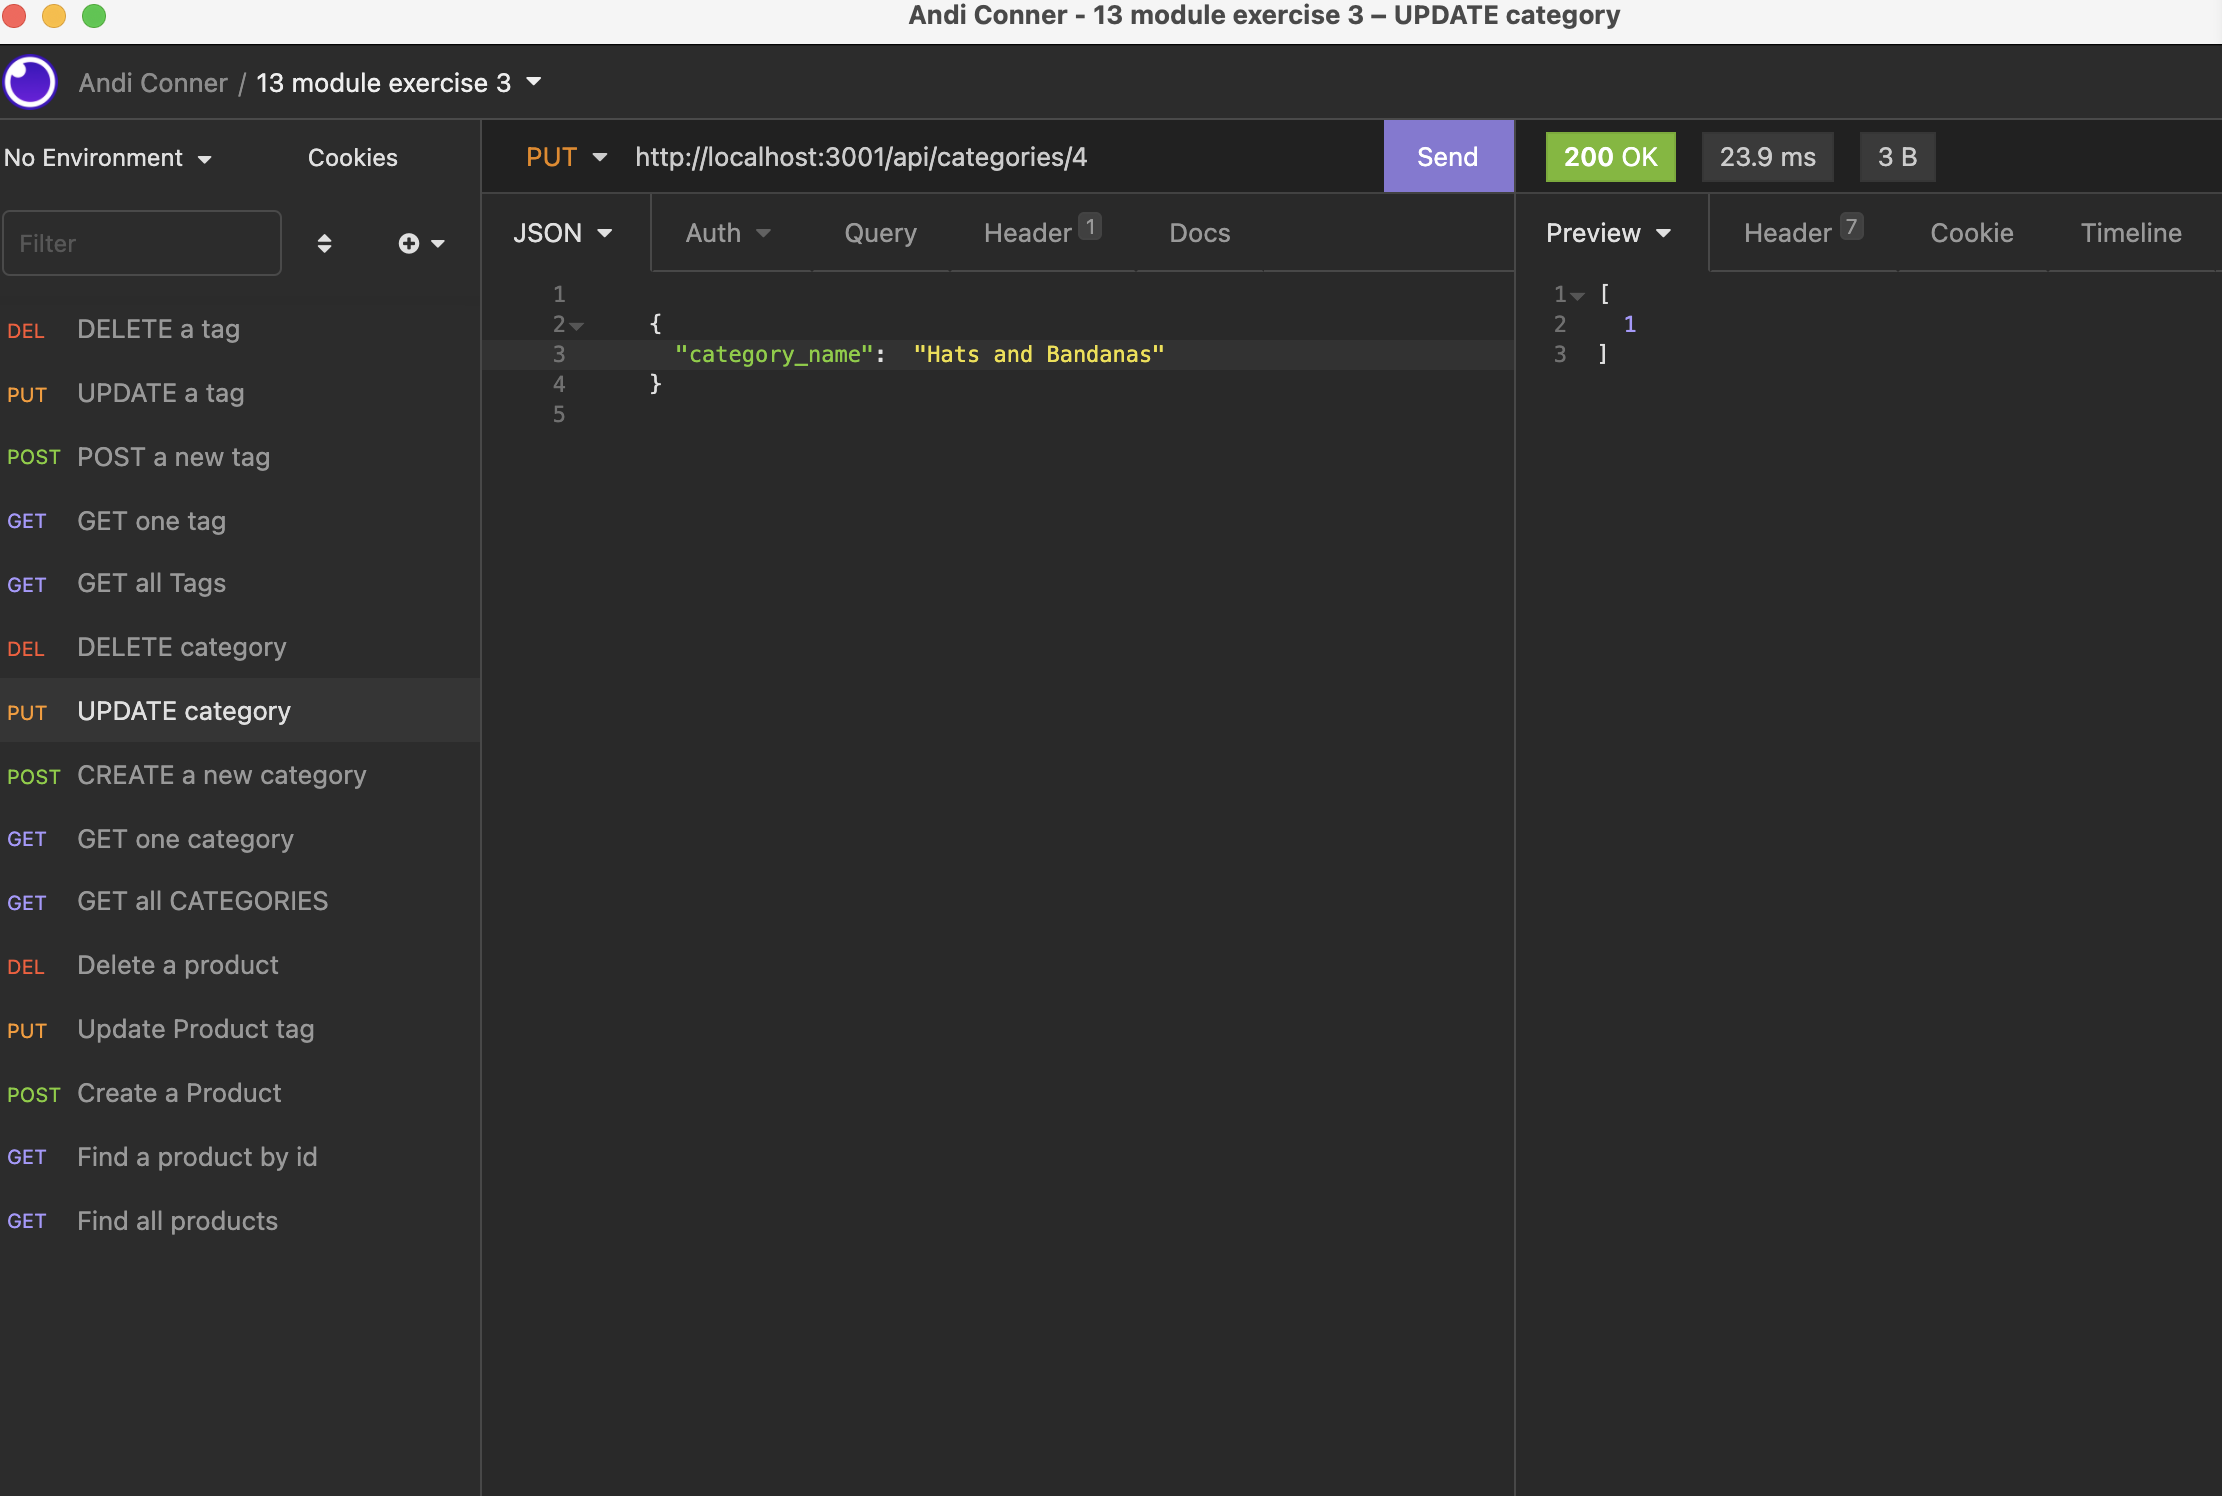 Andi Conner - 13 module exercise 3 – UPDATE category
Andi Conner / 13 module exercise 3
No Environment Cookies
Filter
DEL DELETE a tag
PUT UPDATE a tag
POST POST a new tag
GET GET one tag
GET GET all Tags
DEL DELETE category
PUT UPDATE category
POST CREATE a new category
GET GET one category
GET GET all CATEGORIES
DEL Delete a product
PUT Update Product tag
POST Create a Product
GET Find a product by id
GET Find all products
PUT http://localhost:3001/api/categories/4 Send
JSON Auth Query Header 1 Docs
1
2 {
3 "category_name":  "Hats and Bandanas"
4 }
5
200 OK 23.9 ms 3 B
Preview Header 7 Cookie Timeline
1 [
2 1
3 ]